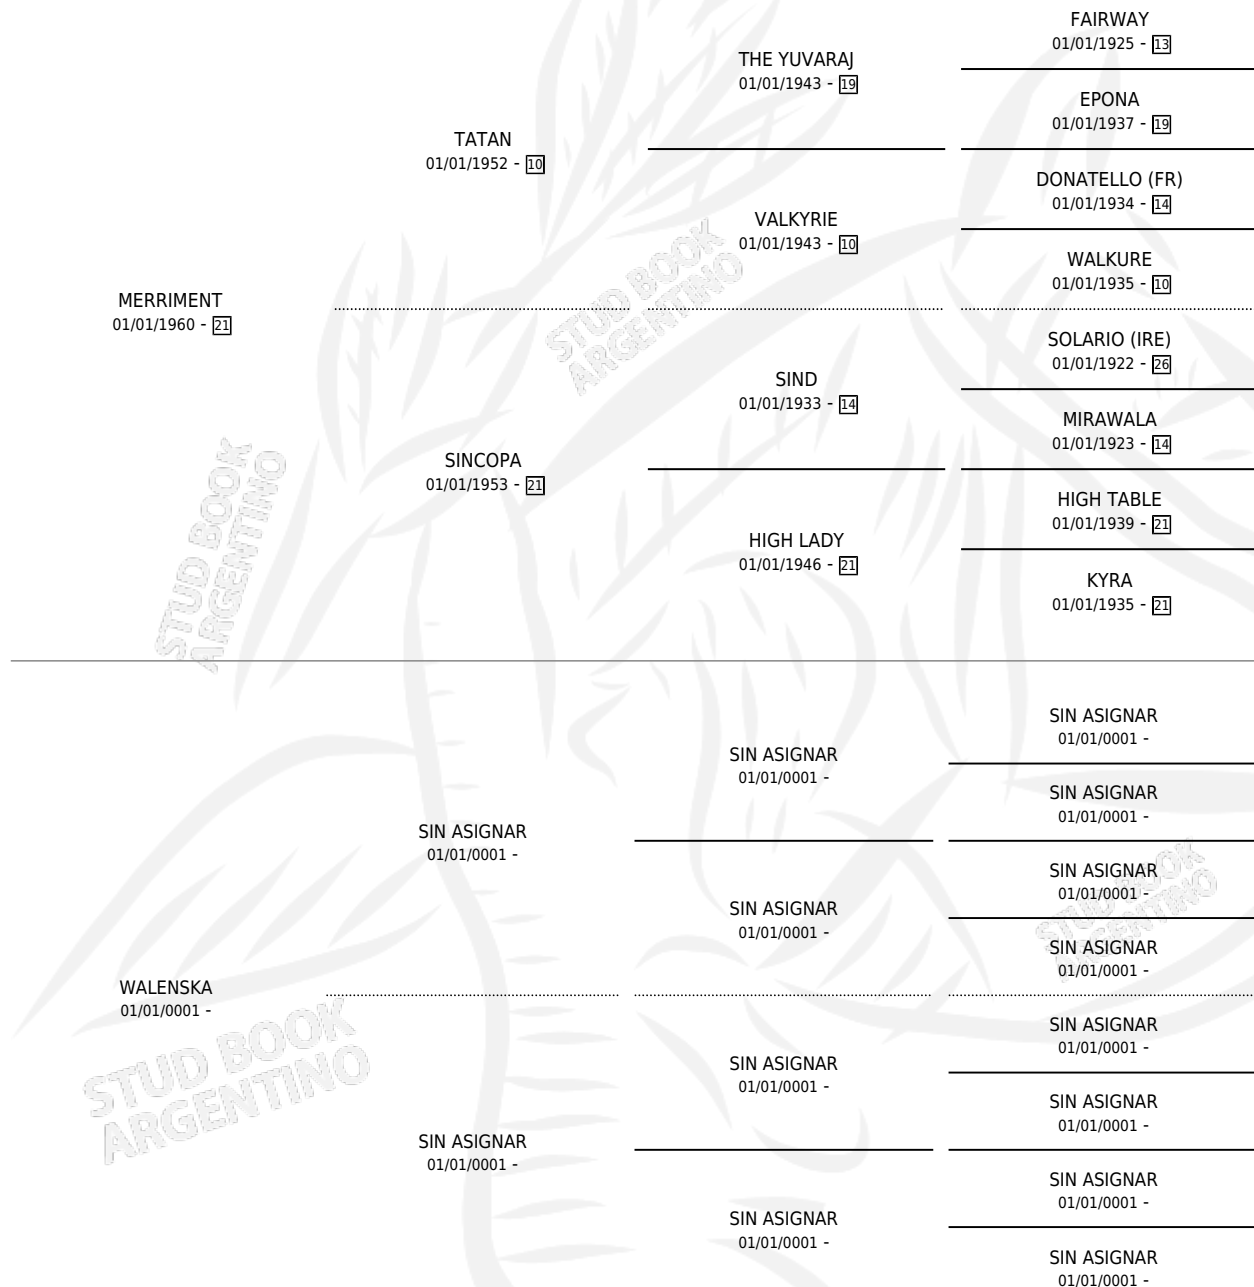 FAIRWAY
01/01/1925 - 13
THE YUVARAJ
01/01/1943 - 19
EPONA
01/01/1937 - 19
TATAN
01/01/1952 - 10
DONATELLO (FR)
01/01/1934 - 14
VALKYRIE
01/01/1943 - 10
WALKURE
01/01/1935 - 10
MERRIMENT
01/01/1960 - 21
STUD BOOK
ARGENTINO
SOLARIO (IRE)
01/01/1922 - 26
SIND
01/01/1933 - 14
MIRAWALA
01/01/1923 - 14
SINCOPA
01/01/1953 - 21
HIGH TABLE
01/01/1939 - 21
HIGH LADY
01/01/1946 - 21
KYRA
01/01/1935 - 21
STUD BOOK
ARGENTINO
SIN ASIGNAR
01/01/0001 -
SIN ASIGNAR
01/01/0001 -
SIN ASIGNAR
01/01/0001 -
SIN ASIGNAR
01/01/0001 -
SIN ASIGNAR
01/01/0001 -
SIN ASIGNAR
01/01/0001 -
SIN ASIGNAR
01/01/0001 -
STUD BOOK
ARGENTINO
WALENSKA
01/01/0001 -
STUD BOOK
ARGENTINO
SIN ASIGNAR
01/01/0001 -
SIN ASIGNAR
01/01/0001 -
SIN ASIGNAR
01/01/0001 -
SIN ASIGNAR
01/01/0001 -
SIN ASIGNAR
01/01/0001 -
SIN ASIGNAR
01/01/0001 -
SIN ASIGNAR
01/01/0001 -